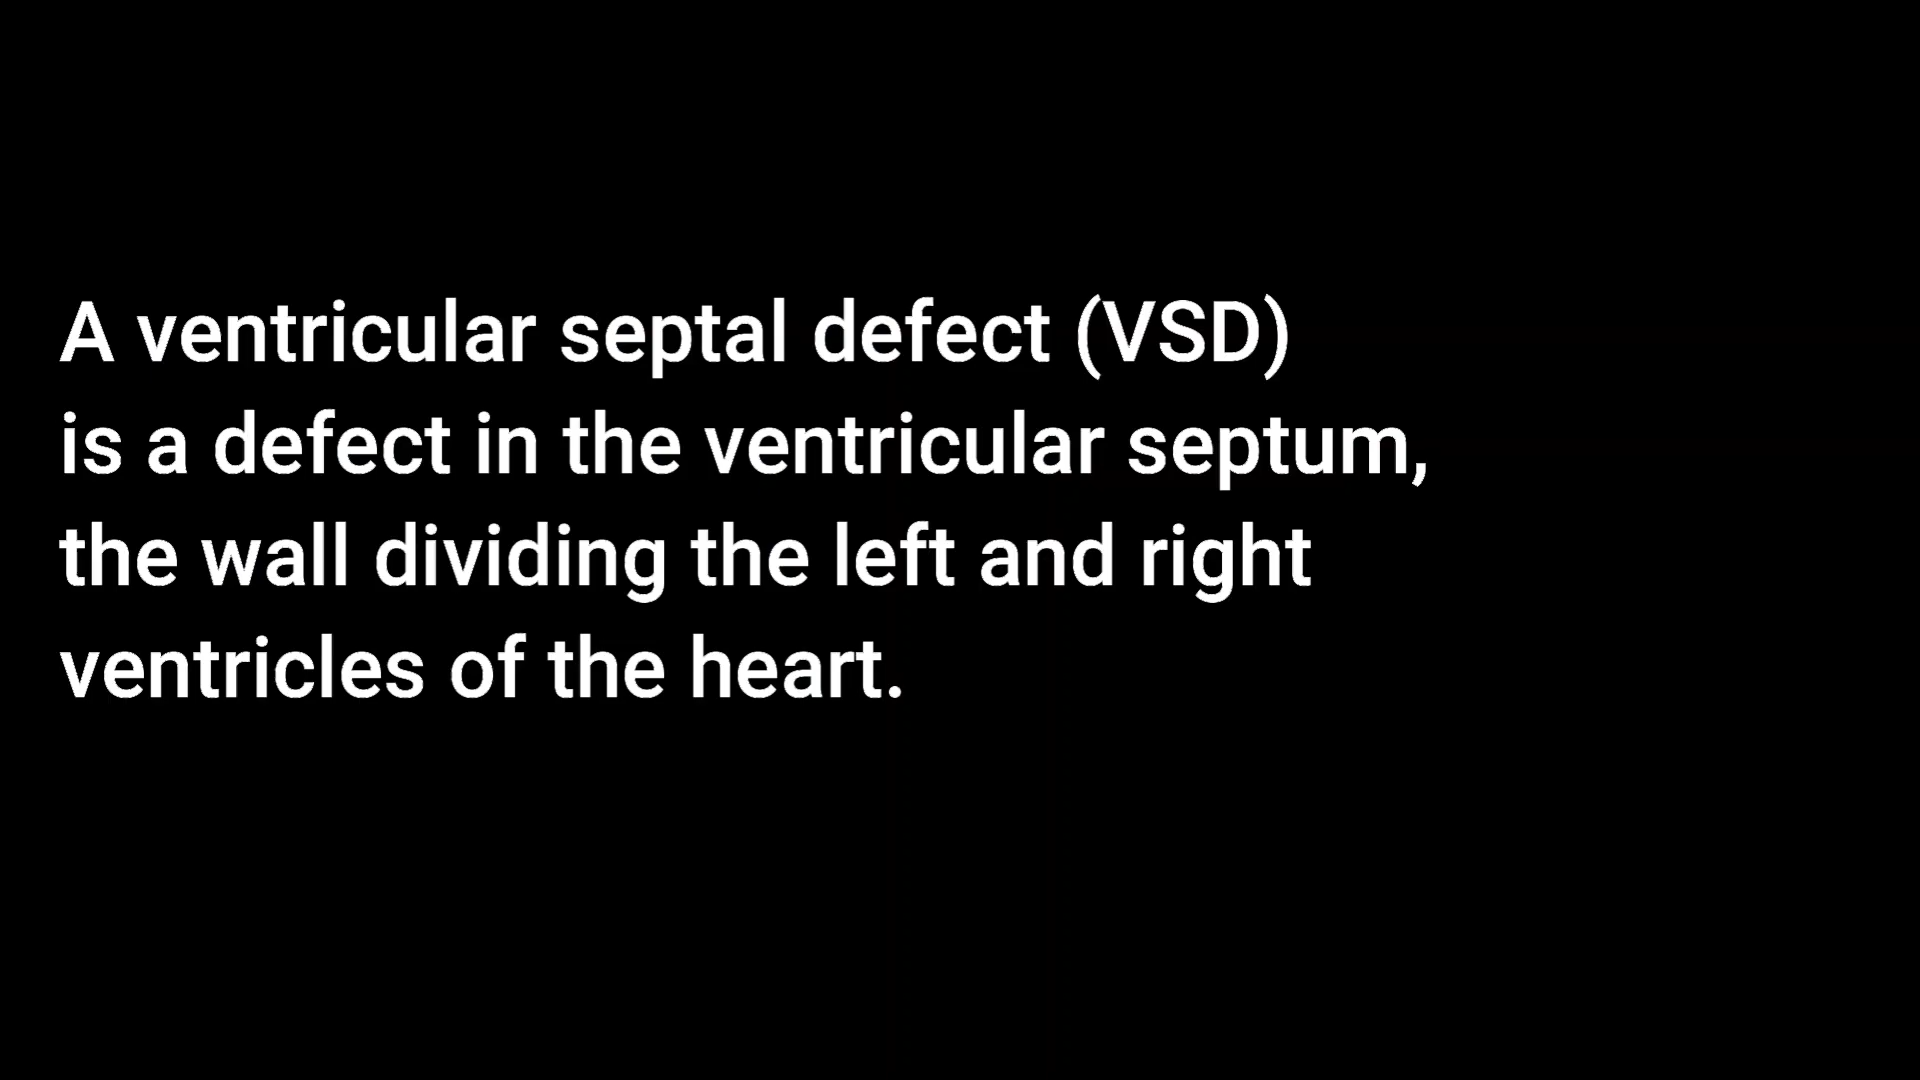 A ventricular septal defect (VSD)
is a defect in the ventricular septum,
the wall dividing the left and right
ventricles of the heart.